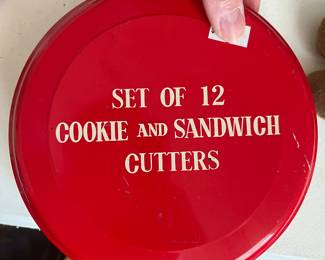 SET OF 12
COOKIE AND SANDWICH
CUTTERS